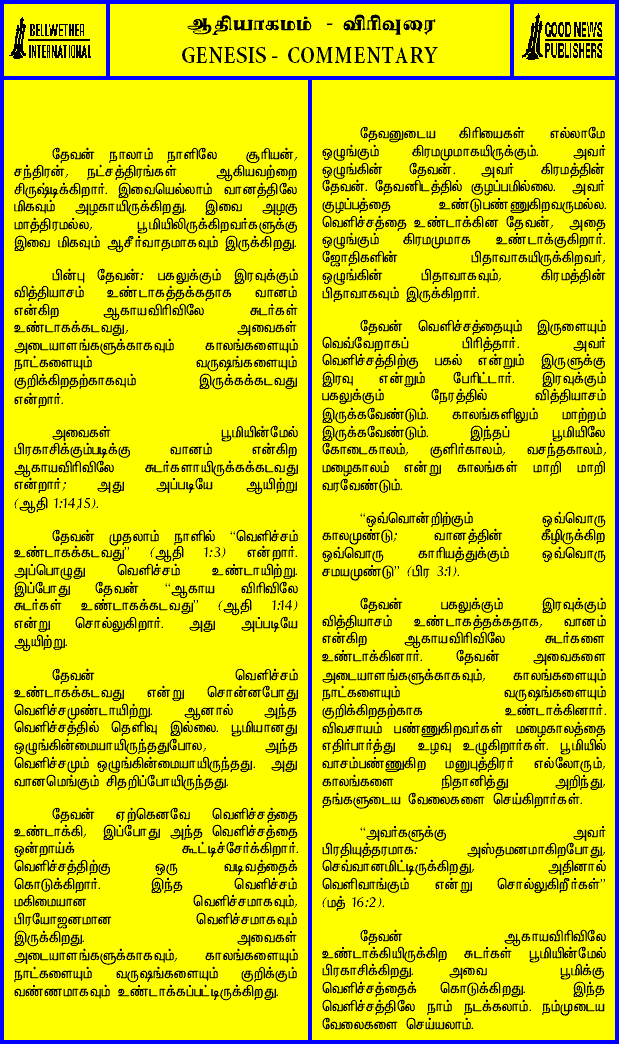 BELLWETHER
INTERNATIONAL
ஆதியாகமம் - விரிவுரை
GENESIS - COMMENTARY
GOOD NEWS
PUBLISHERS
தேவன் நாலாம் நாளிலே சூரியன்,
சந்திரன், நட்சத்திரங்கள் ஆகியவற்றை
சிருஷ்டிக்கிறார். இவையெல்லாம் வானத்திலே
மிகவும் அழகாயிருக்கிறது. இவை அழகு
மாத்திரமல்ல, பூமியிலிருக்கிறவர்களுக்கு
இவை மிகவும் ஆசீர்வாதமாகவும் இருக்கிறது.
பின்பு தேவன்: பகலுக்கும் இரவுக்கும்
வித்தியாசம் உண்டாகத்தக்கதாக வானம்
என்கிற ஆகாயவிரிவிலே சுடர்கள்
உண்டாகக்கடவது, அவைகள்
அடையாளங்களுக்காகவும் காலங்களையும்
நாட்களையும் வருஷங்களையும்
குறிக்கிறதற்காகவும் இருக்கக்கடவது
என்றார்.
அவைகள் பூமியின்மேல்
பிரகாசிக்கும்படிக்கு வானம் என்கிற
ஆகாயவிரிவிலே சுடர்களாயிருக்கக்கடவது
என்றார்; அது அப்படியே ஆயிற்று
(ஆதி 1:14,15).
தேவன் முதலாம் நாளில் “வெளிச்சம்
உண்டாகக்கடவது” (ஆதி 1:3) என்றார்.
அப்பொழுது வெளிச்சம் உண்டாயிற்று.
இப்போது தேவன் “ஆகாய விரிவிலே
சுடர்கள் உண்டாகக்கடவது” (ஆதி 1:14)
என்று சொல்லுகிறார். அது அப்படியே
ஆயிற்று.
தேவன் வெளிச்சம்
உண்டாகக்கடவது என்று சொன்னபோது
வெளிச்சமுண்டாயிற்று. ஆனால் அந்த
வெளிச்சத்தில் தெளிவு இல்லை. பூமியானது
ஒழுங்கின்மையாயிருந்ததுபோல, அந்த
வெளிச்சமும் ஒழுங்கின்மையாயிருந்தது. அது
வானமெங்கும் சிதறிப்போயிருந்தது.
தேவன் ஏற்கெனவே வெளிச்சத்தை
உண்டாக்கி, இப்போது அந்த வெளிச்சத்தை
ஒன்றாய்க் கூட்டிச்சேர்க்கிறார்.
வெளிச்சத்திற்கு ஒரு வடிவத்தைக்
கொடுக்கிறார். இந்த வெளிச்சம்
மகிமையான வெளிச்சமாகவும்,
பிரயோஜனமான வெளிச்சமாகவும்
இருக்கிறது. அவைகள்
அடையாளங்களுக்காகவும், காலங்களையும்
நாட்களையும் வருஷங்களையும் குறிக்கும்
வண்ணமாகவும் உண்டாக்கப்பட்டிருக்கிறது.
தேவனுடைய கிரியைகள் எல்லாமே
ஒழுங்கும் கிரமமுமாகயிருக்கும். அவர்
ஒழுங்கின் தேவன். அவர் கிரமத்தின்
தேவன். தேவனிடத்தில் குழப்பமில்லை. அவர்
குழப்பத்தை உண்டுபண்ணுகிறவருமல்ல.
வெளிச்சத்தை உண்டாக்கின தேவன், அதை
ஒழுங்கும் கிரமமுமாக உண்டாக்குகிறார்.
ஜோதிகளின் பிதாவாகயிருக்கிறவர்,
ஒழுங்கின் பிதாவாகவும், கிரமத்தின்
பிதாவாகவும் இருக்கிறார்.
தேவன் வெளிச்சத்தையும் இருளையும்
வெவ்வேறாகப் பிரித்தார். அவர்
வெளிச்சத்திற்கு பகல் என்றும் இருளுக்கு
இரவு என்றும் பேரிட்டார். இரவுக்கும்
பகலுக்கும் நேரத்தில் வித்தியாசம்
இருக்கவேண்டும். காலங்களிலும் மாற்றம்
இருக்கவேண்டும். இந்தப் பூமியிலே
கோடைகாலம், குளிர்காலம், வசந்தகாலம்,
மழைகாலம் என்று காலங்கள் மாறி மாறி
வரவேண்டும்.
“ஒவ்வொன்றிற்கும் ஒவ்வொரு
காலமுண்டு; வானத்தின் கீழிருக்கிற
ஒவ்வொரு காரியத்துக்கும் ஒவ்வொரு
சமயமுண்டு” (பிர 3:1).
தேவன் பகலுக்கும் இரவுக்கும்
வித்தியாசம் உண்டாகத்தக்கதாக, வானம்
என்கிற ஆகாயவிரிவிலே சுடர்களை
உண்டாக்கினார். தேவன் அவைகளை
அடையாளங்களுக்காகவும், காலங்களையும்
நாட்களையும் வருஷங்களையும்
குறிக்கிறதற்காக உண்டாக்கினார்.
விவசாயம் பண்ணுகிறவர்கள் மழைகாலத்தை
எதிர்பார்த்து உழவு உழுகிறார்கள். பூமியில்
வாசம்பண்ணுகிற மனுபுத்திரர் எல்லோரும்,
காலங்களை நிதானித்து அறிந்து,
தங்களுடைய வேலைகளை செய்கிறார்கள்.
“அவர்களுக்கு அவர்
பிரதியுத்தரமாக: அஸ்தமனமாகிறபோது,
செவ்வானமிட்டிருக்கிறது, அதினால்
வெளிவாங்கும் என்று சொல்லுகிறீர்கள்”
(மத் 16:2).
தேவன் ஆகாயவிரிவிலே
உண்டாக்கியிருக்கிற சுடர்கள் பூமியின்மேல்
பிரகாசிக்கிறது. அவை பூமிக்கு
வெளிச்சத்தைக் கொடுக்கிறது. இந்த
வெளிச்சத்திலே நாம் நடக்கலாம். நம்முடைய
வேலைகளை செய்யலாம்.